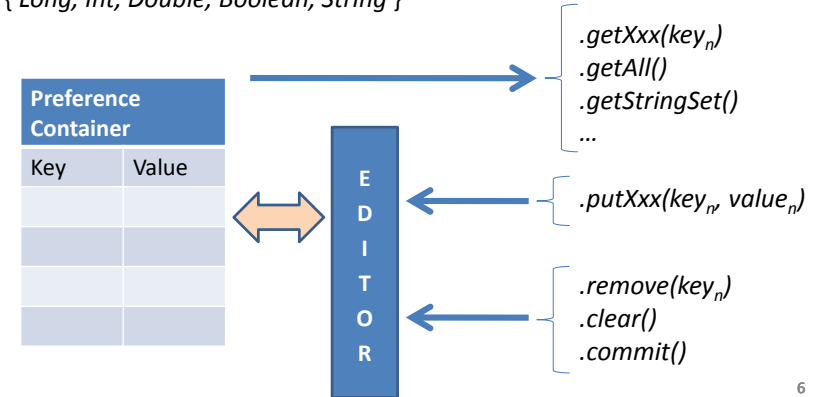 { Long, Int, Double, Boolean, String }
.getXxx(keyn)
.getAll()
.getStringSet()
…
Preference
Container
Key Value
E
D
I
T
O
R
.putXxx(keyn, valuen)
.remove(keyn)
.clear()
.commit()
6